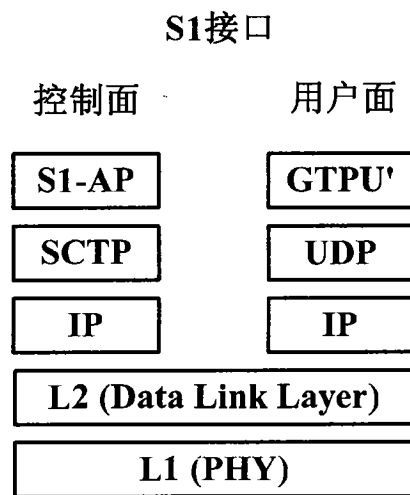 S1接口
控制面 用户面
S1-AP GTPU'
SCTP UDP
IP IP
L2 (Data Link Layer)
L1 (PHY)